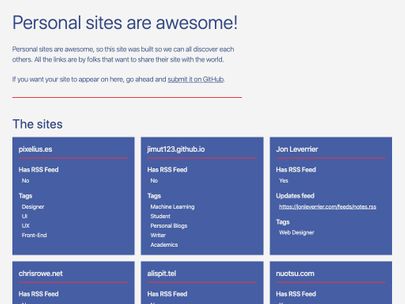 Personal sites are awesome!
Personal sites are awesome, so this site was built so we can all discover each
others. All the links are by folks that want to share their site with the world.
If you want your site to appear on here, go ahead and submit it on GitHub.
The sites
pixelius.es
Has RSS Feed
No
Tags
Designer
UI
UX
Front-End
jimut123.github.io
Has RSS Feed
No
Tags
Machine Learning
Student
Personal Blogs
Writer
Academics
Jon Leverrier
Has RSS Feed
Yes
Updates feed
https://jonleverrier.com/feeds/notes.rss
Tags
Web Designer
chrisrowe.net
Has RSS Feed
alispit.tel
Has RSS Feed
nuotsu.com
Has RSS Feed